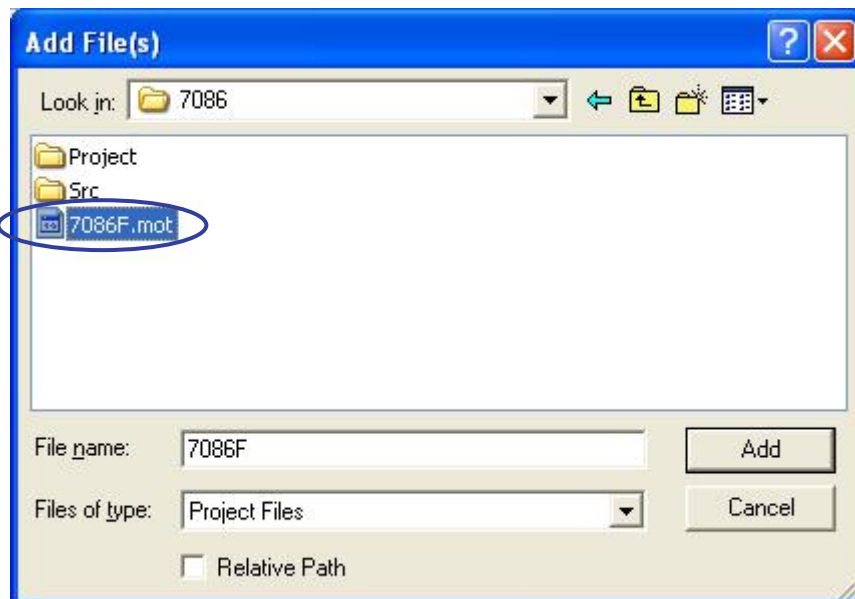 Add File(s)
?
Look in: 7086
Project
Src
7086F.mot
File name: 7086F Add
Files of type: Project Files Cancel
Relative Path